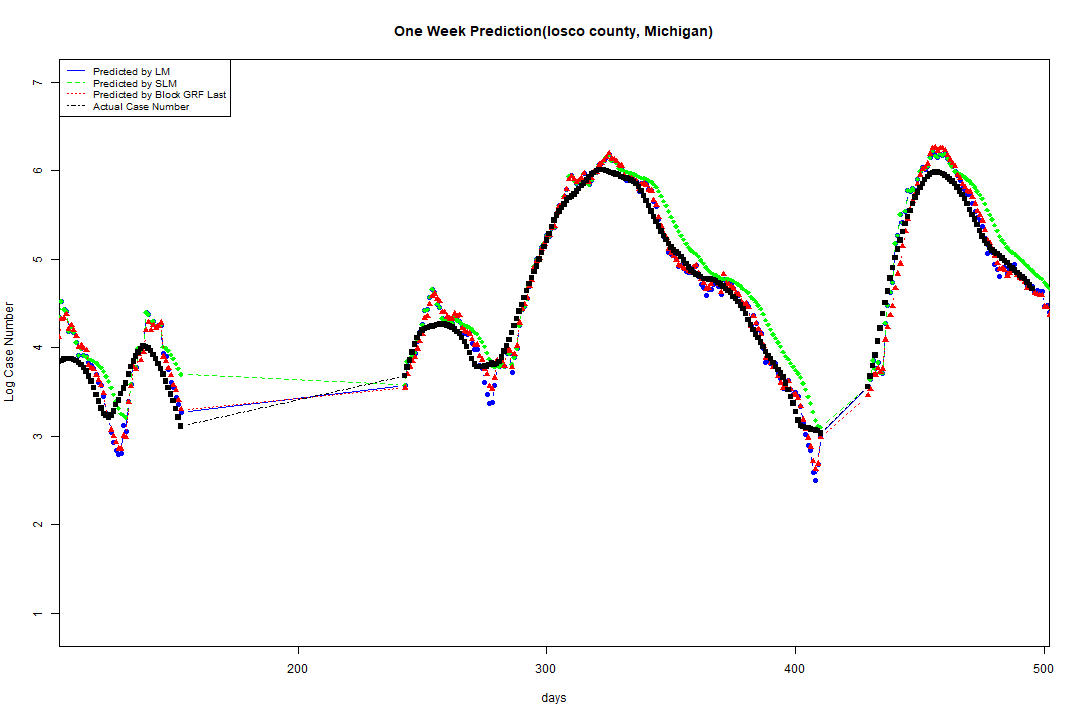 One Week Prediction(Iosco county, Michigan)
Predicted by LM
Predicted by SLM
Predicted by Block GRF Last
Actual Case Number
Log Case Number
7
6
5
4
3
2
1
200
300
400
500
days